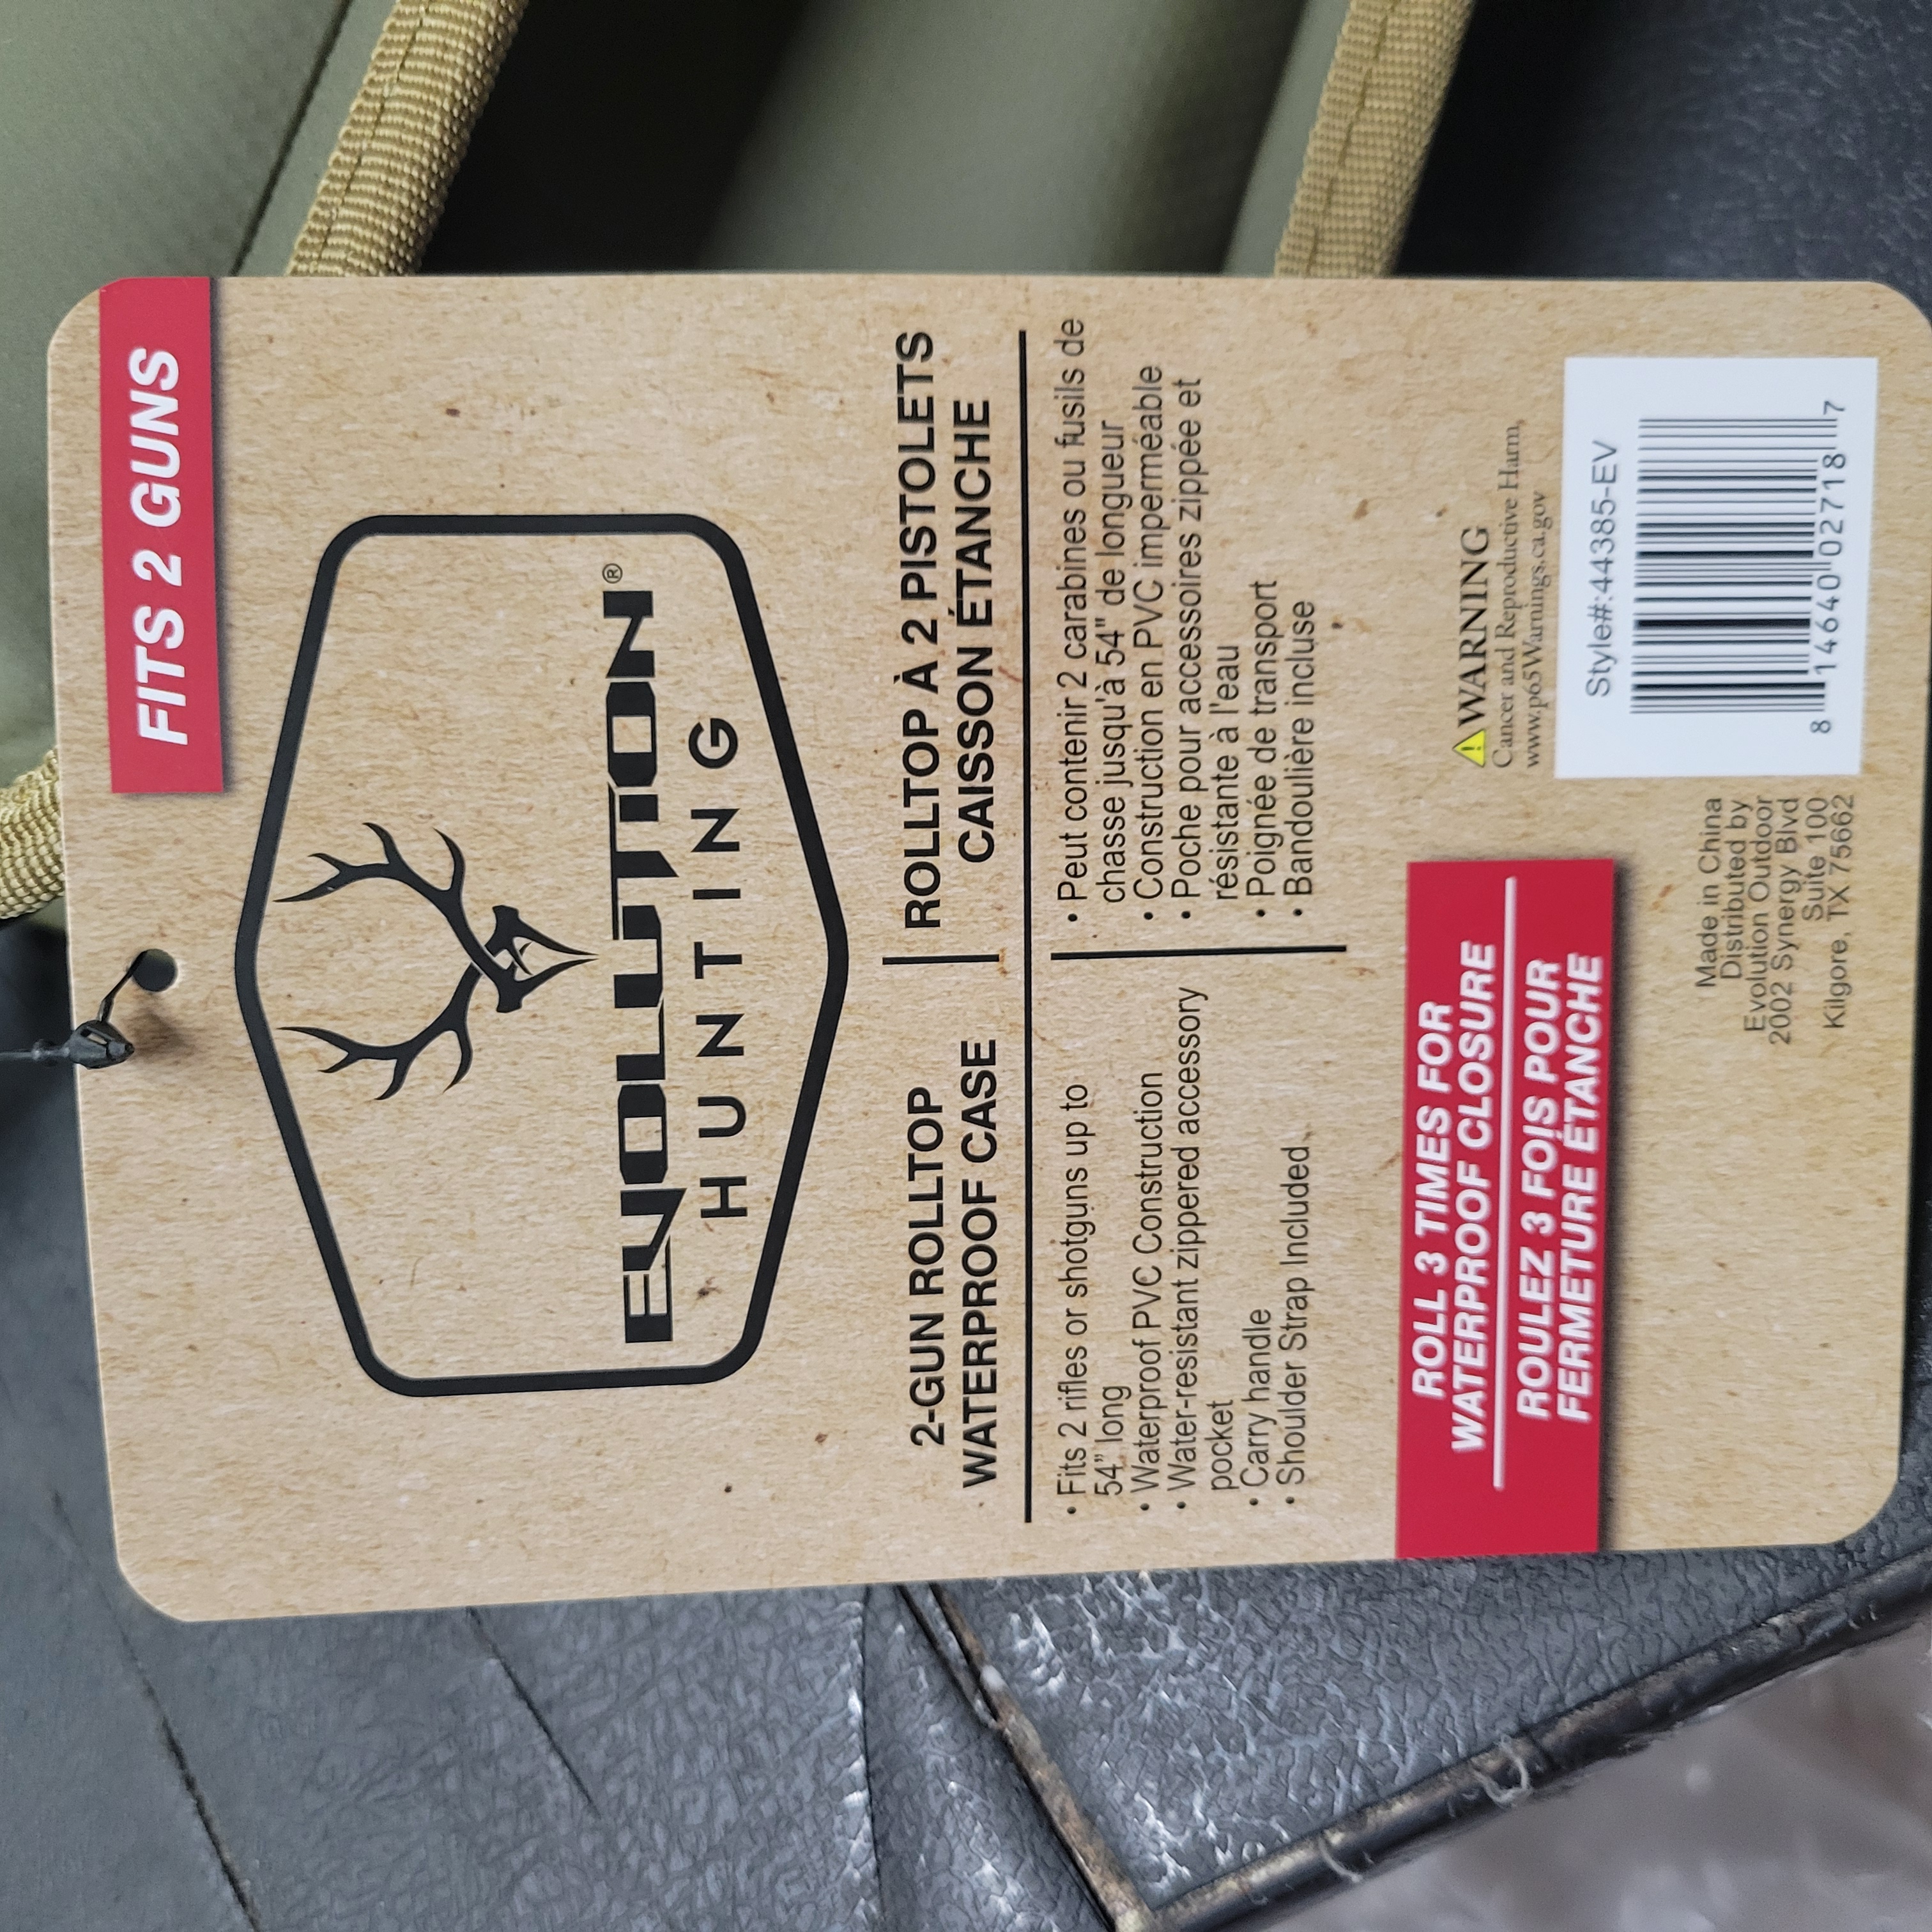 FITS 2 GUNS
EVOLUTION®
HUNTING
2-GUN ROLLTOP
WATERPROOF CASE
ROLLTOP À 2 PISTOLETS
CAISSON ÉTANCHE
• Fits 2 rifles or shotguns up to
54” long
• Waterproof PVC Construction
• Water-resistant zippered accessory
pocket
• Carry handle
• Shoulder Strap Included
• Peut contenir 2 carabines ou fusils de
chasse jusqu'à 54" de longueur
• Construction en PVC imperméable
• Poche pour accessoires zippée et
résistante à l'eau
• Poignée de transport
• Bandoulière incluse
ROLL 3 TIMES FOR
WATERPROOF CLOSURE
ROULEZ 3 FOIS POUR
FERMETURE ÉTANCHE
WARNING
Cancer and Reproductive Harm,
www.p65Warnings.ca.gov
Made in China
Distributed by
Evolution Outdoor
2002 Synergy Blvd
Suite 100
Kilgore, TX 75662
Style#:44385-EV
8 14640 02718 7